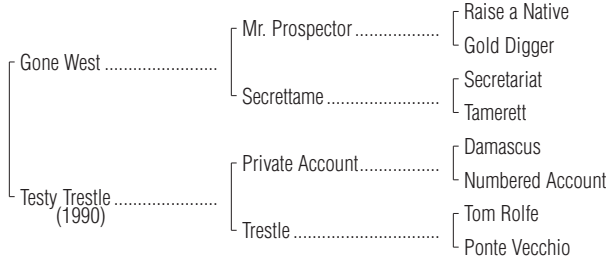 Raise a Native
Mr. Prospector ..................
Gold Digger
Gone West ........................
Secretariat
Secrettame ........................
Tamerett
Damascus
Private Account.................
Numbered Account
Testy Trestle ......................
(1990)
Tom Rolfe
Trestle ...............................
Ponte Vecchio